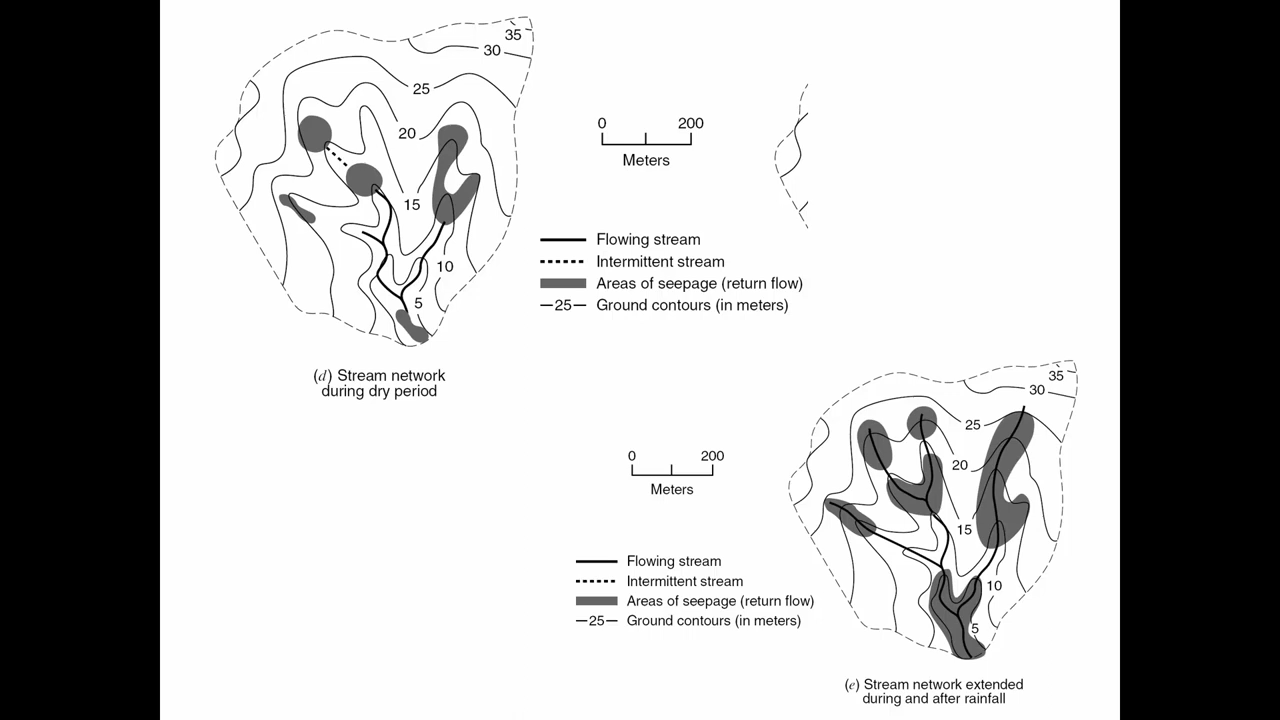 35
30
25
20
15
10
5
0 200
Meters
Flowing stream
Intermittent stream
Areas of seepage (return flow)
25 Ground contours (in meters)
(d) Stream network
during dry period
35
30
25
20
15
10
5
0 200
Meters
Flowing stream
Intermittent stream
Areas of seepage (return flow)
25 Ground contours (in meters)
(e) Stream network extended
during and after rainfall